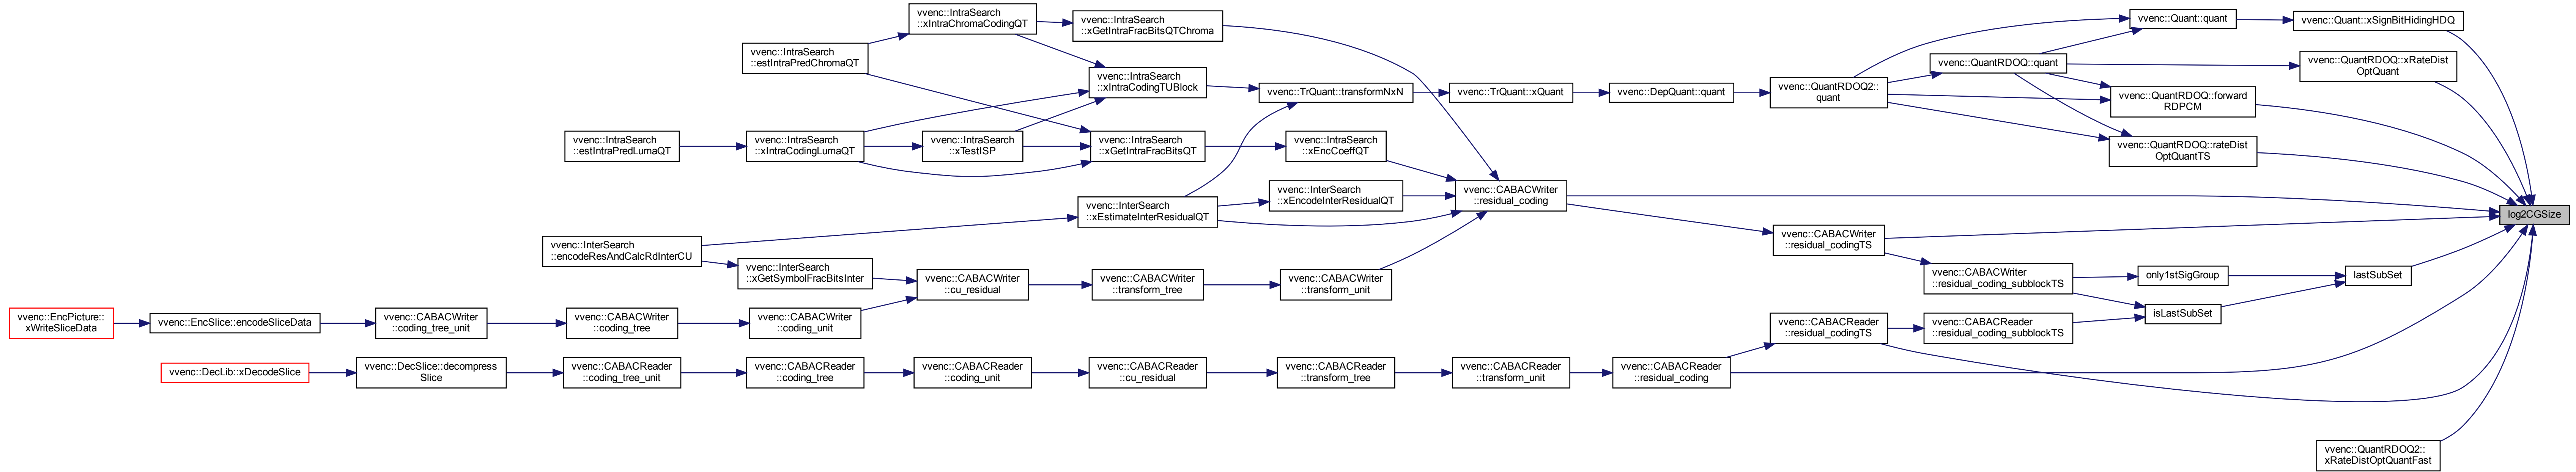 vvenc::IntraSearch
::xIntraChromaCodingQT
vvenc::IntraSearch
::xGetIntraFracBitsQTChroma
vvenc::Quant::quant
vvenc::Quant::xSignBitHidingHDQ
vvenc::IntraSearch
::estIntraPredChromaQT
vvenc::IntraSearch
::xIntraCodingTUBlock
vvenc::TrQuant::transformNxN
vvenc::TrQuant::xQuant
vvenc::DepQuant::quant
vvenc::QuantRDOQ2::
quant
vvenc::QuantRDOQ::quant
vvenc::QuantRDOQ::xRateDist
OptQuant
vvenc::QuantRDOQ::forward
RDPCM
vvenc::QuantRDOQ::rateDist
OptQuantTS
vvenc::IntraSearch
::estIntraPredLumaQT
vvenc::IntraSearch
::xIntraCodingLumaQT
vvenc::IntraSearch
::xTestISP
vvenc::IntraSearch
::xGetIntraFracBitsQT
vvenc::IntraSearch
::xEncCoeffQT
vvenc::InterSearch
::xEstimateInterResidualQT
vvenc::InterSearch
::xEncodeInterResidualQT
vvenc::CABACWriter
::residual_coding
log2CGSize
vvenc::InterSearch
::encodeResAndCalcRdInterCU
vvenc::InterSearch
::xGetSymbolFracBitsInter
vvenc::CABACWriter
::cu_residual
vvenc::CABACWriter
::transform_tree
vvenc::CABACWriter
::transform_unit
vvenc::CABACWriter
::residual_codingTS
vvenc::CABACWriter
::residual_coding_subblockTS
only1stSigGroup
lastSubSet
isLastSubSet
vvenc::EncPicture::
xWriteSliceData
vvenc::EncSlice::encodeSliceData
vvenc::CABACWriter
::coding_tree_unit
vvenc::CABACWriter
::coding_tree
vvenc::CABACWriter
::coding_unit
vvenc::CABACReader
::residual_codingTS
vvenc::CABACReader
::residual_coding_subblockTS
vvenc::DecLib::xDecodeSlice
vvenc::DecSlice::decompress
Slice
vvenc::CABACReader
::coding_tree_unit
vvenc::CABACReader
::coding_tree
vvenc::CABACReader
::coding_unit
vvenc::CABACReader
::cu_residual
vvenc::CABACReader
::transform_tree
vvenc::CABACReader
::transform_unit
vvenc::CABACReader
::residual_coding
vvenc::QuantRDOQ2::
xRateDistOptQuantFast